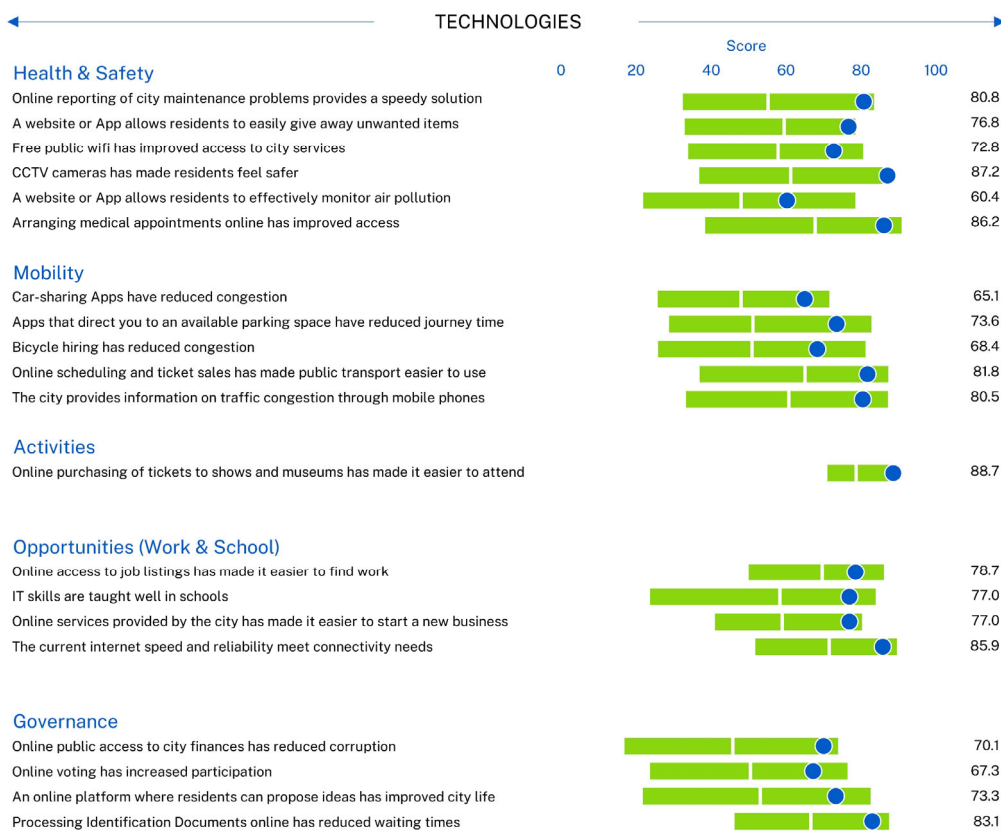 TECHNOLOGIES
Score
Health & Safety 0 20 40 60 80 100
Online reporting of city maintenance problems provides a speedy solution 80.8
A website or App allows residents to easily give away unwanted items 76.8
Free public wifi has improved access to city services 72.8
CCTV cameras has made residents feel safer 87.2
A website or App allows residents to effectively monitor air pollution 60.4
Arranging medical appointments online has improved access 86.2
Mobility
Car-sharing Apps have reduced congestion 65.1
Apps that direct you to an available parking space have reduced journey time 73.6
Bicycle hiring has reduced congestion 68.4
Online scheduling and ticket sales has made public transport easier to use 81.8
The city provides information on traffic congestion through mobile phones 80.5
Activities
Online purchasing of tickets to shows and museums has made it easier to attend 88.7
Opportunities (Work & School)
Online access to job listings has made it easier to find work 78.7
IT skills are taught well in schools 77.0
Online services provided by the city has made it easier to start a new business 77.0
The current internet speed and reliability meet connectivity needs 85.9
Governance
Online public access to city finances has reduced corruption 70.1
Online voting has increased participation 67.3
An online platform where residents can propose ideas has improved city life 73.3
Processing Identification Documents online has reduced waiting times 83.1